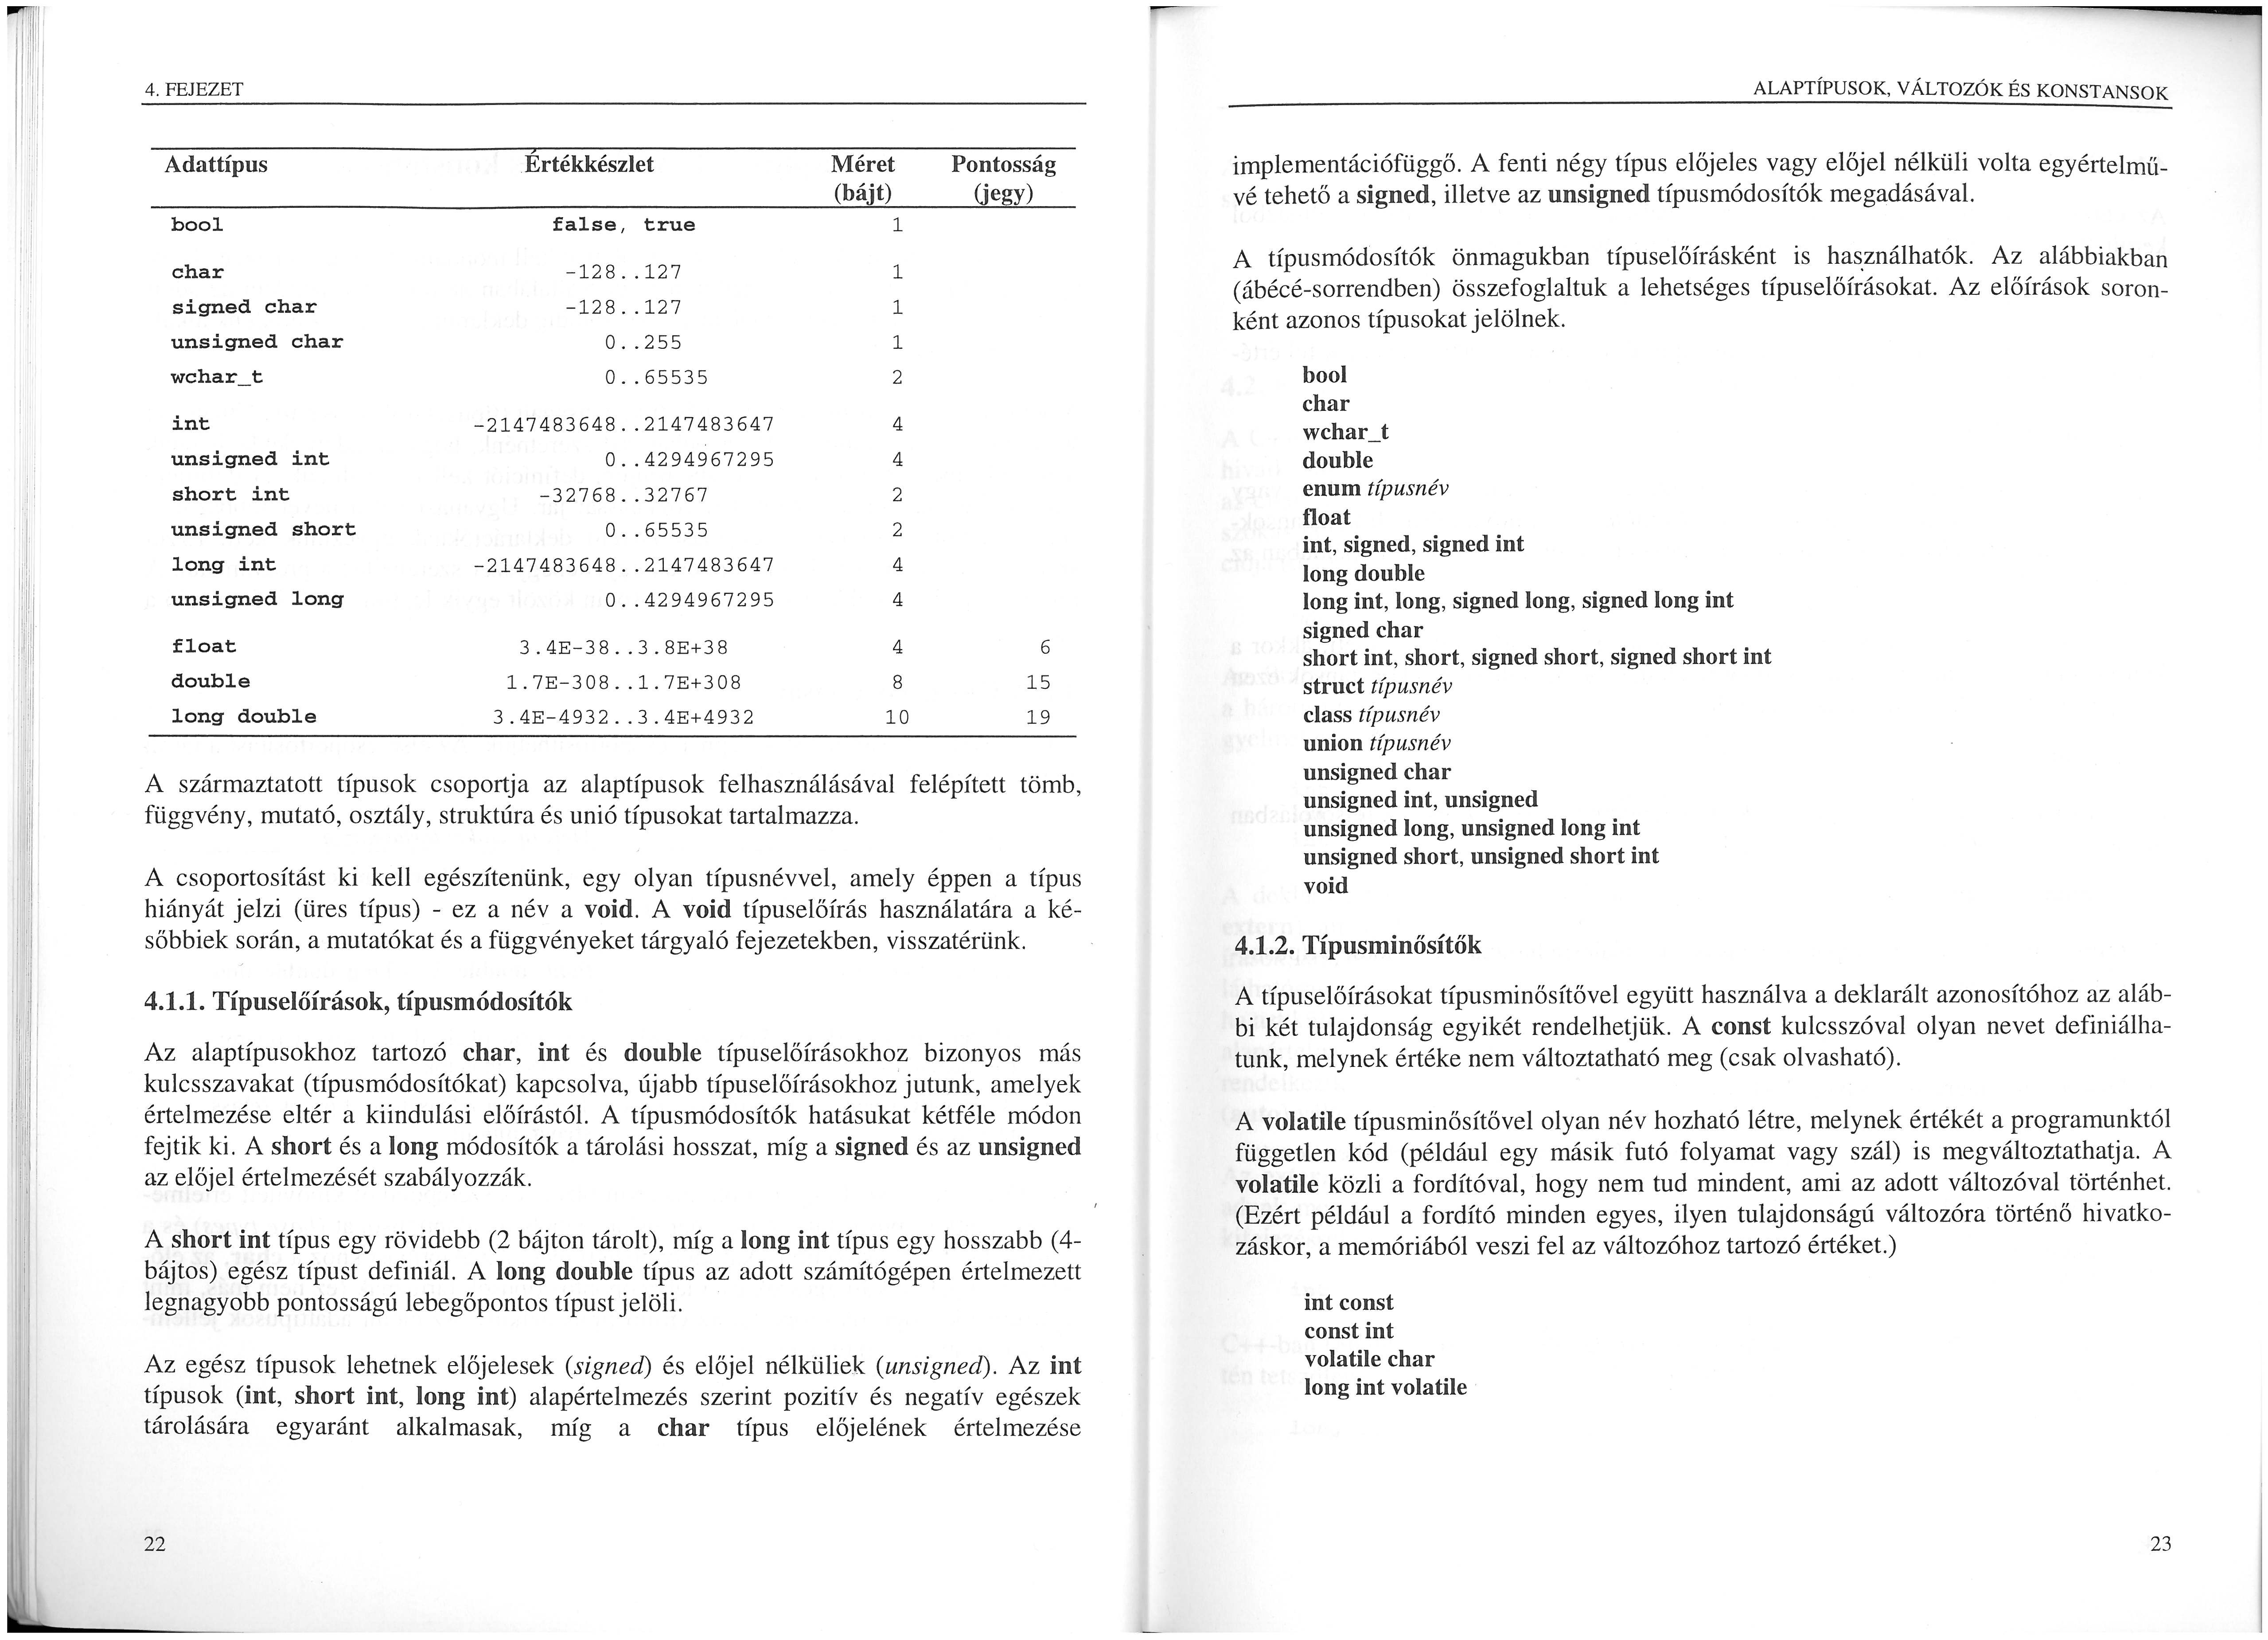 4. FEJEZET
Adattípus Értékkészlet Méret Pontosság
(bájt) (jegy)
bool false, true 1
char -128..127 1
signed char -128..127 1
unsigned char 0..255 1
wchar_t 0..65535 2
int -2147483648..2147483647 4
unsigned int 0..4294967295 4
short int -32768..32767 2
unsigned short 0..65535 2
long int -2147483648..2147483647 4
unsigned long 0..4294967295 4
float 3.4E-38..3.8E+38 4 6
double 1.7E-308..1.7E+308 8 15
long double 3.4E-4932..3.4E+4932 10 19
A származtatott típusok csoportja az alaptípusok felhasználásával felépített tömb,
függvény, mutató, osztály, struktúra és unió típusokat tartalmazza.
A csoportosítást ki kell egészítenünk, egy olyan típusnévvel, amely éppen a típus
hiányát jelzi (üres típus) - ez a név a void. A void típuselőírás használatára a ké-
sőbbiek során, a mutatókat és a függvényeket tárgyaló fejezetekben, visszatérünk.
4.1.1. Típuselőírások, típusmódosítók
Az alaptípusokhoz tartozó char, int és double típuselőírásokhoz bizonyos más
kulcsszavakat (típusmódosítókat) kapcsolva, újabb típuselőírásokhoz jutunk, amelyek
értelmezése eltér a kiindulási előírástól. A típusmódosítók hatásukat kétféle módon
fejtik ki. A short és a long módosítók a tárolási hosszat, míg a signed és az unsigned
az előjel értelmezését szabályozzák.
A short int típus egy rövidebb (2 bájton tárolt), míg a long int típus egy hosszabb (4-
bájtos) egész típust definiál. A long double típus az adott számítógépen értelmezett
legnagyobb pontosságú lebegőpontos típust jelöli.
Az egész típusok lehetnek előjelesek (signed) és előjel nélküliek (unsigned). Az int
típusok (int, short int, long int) alapértelmezés szerint pozitív és negatív egészek
tárolására egyaránt alkalmasak, míg a char típus előjelének értelmezése
22
ALAPTÍPUSOK, VÁLTOZÓK ÉS KONSTANSOK
implementációfüggő. A fenti négy típus előjeles vagy előjel nélküli volta egyértelmű-
vé tehető a signed, illetve az unsigned típusmódosítók megadásával.
A típusmódosítók önmagukban típuselőírásként is használhatók. Az alábbiakban
(ábécé-sorrendben) összefoglaltuk a lehetséges típuselőírásokat. Az előírások soron-
ként azonos típusokat jelölnek.
bool
char
wchar_t
double
enum típusnév
float
int, signed, signed int
long double
long int, long, signed long, signed long int
signed char
short int, short, signed short, signed short int
struct típusnév
class típusnév
union típusnév
unsigned char
unsigned int, unsigned
unsigned long, unsigned long int
unsigned short, unsigned short int
void
4.1.2. Típusminősítők
A típuselőírásokat típusminősítővel együtt használva a deklarált azonosítóhoz az aláb-
bi két tulajdonság egyikét rendelhetjük. A const kulcsszóval olyan nevet definiálha-
tunk, melynek értéke nem változtatható meg (csak olvasható).
A volatile típusminősítővel olyan név hozható létre, melynek értékét a programunktól
független kód (például egy másik futó folyamat vagy szál) is megváltoztathatja. A
volatile közli a fordítóval, hogy nem tud mindent, ami az adott változóval történhet.
(Ezért például a fordító minden egyes, ilyen tulajdonságú változóra történő hivatko-
záskor, a memóriából veszi fel az változóhoz tartozó értéket.)
int const
const int
volatile char
long int volatile
23